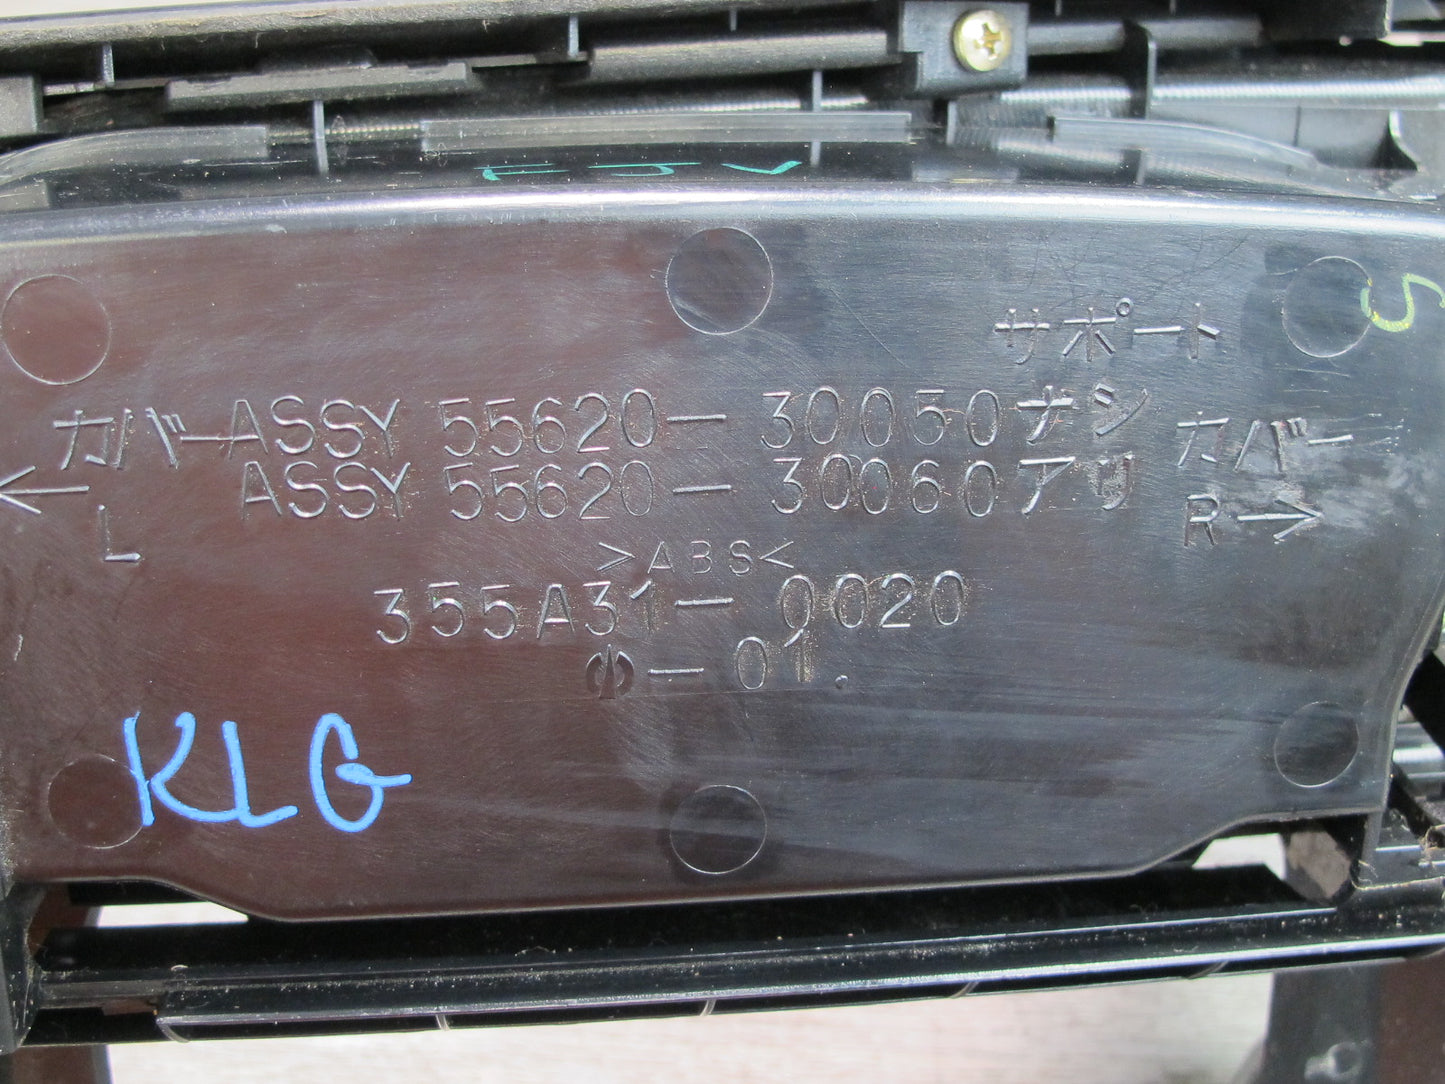 サポート
カバーASSY 55620-30050ナシ カバー
ASSY 55620-30060アリ
← L
R →
>ABS<
355A31-0020
-01.
KLG
S